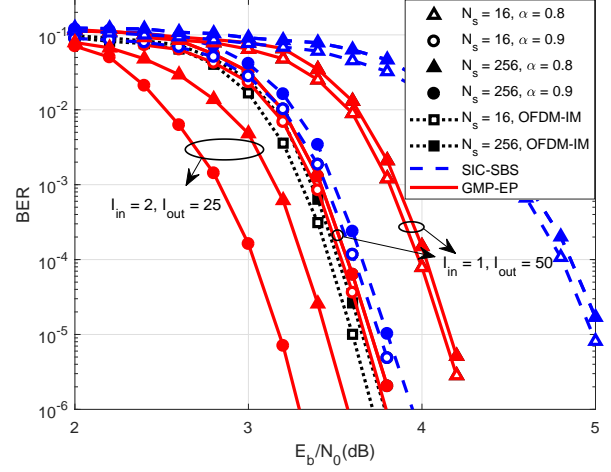 10^-1
10^-2
10^-3
10^-4
10^-5
10^-6
BER
2
3
4
5
E_b/N_0(dB)
N_s = 16, α = 0.8
N_s = 16, α = 0.9
N_s = 256, α = 0.8
N_s = 256, α = 0.9
N_s = 16, OFDM-IM
N_s = 256, OFDM-IM
SIC-SBS
GMP-EP
I_in = 2, I_out = 25
I_in = 1, I_out = 50